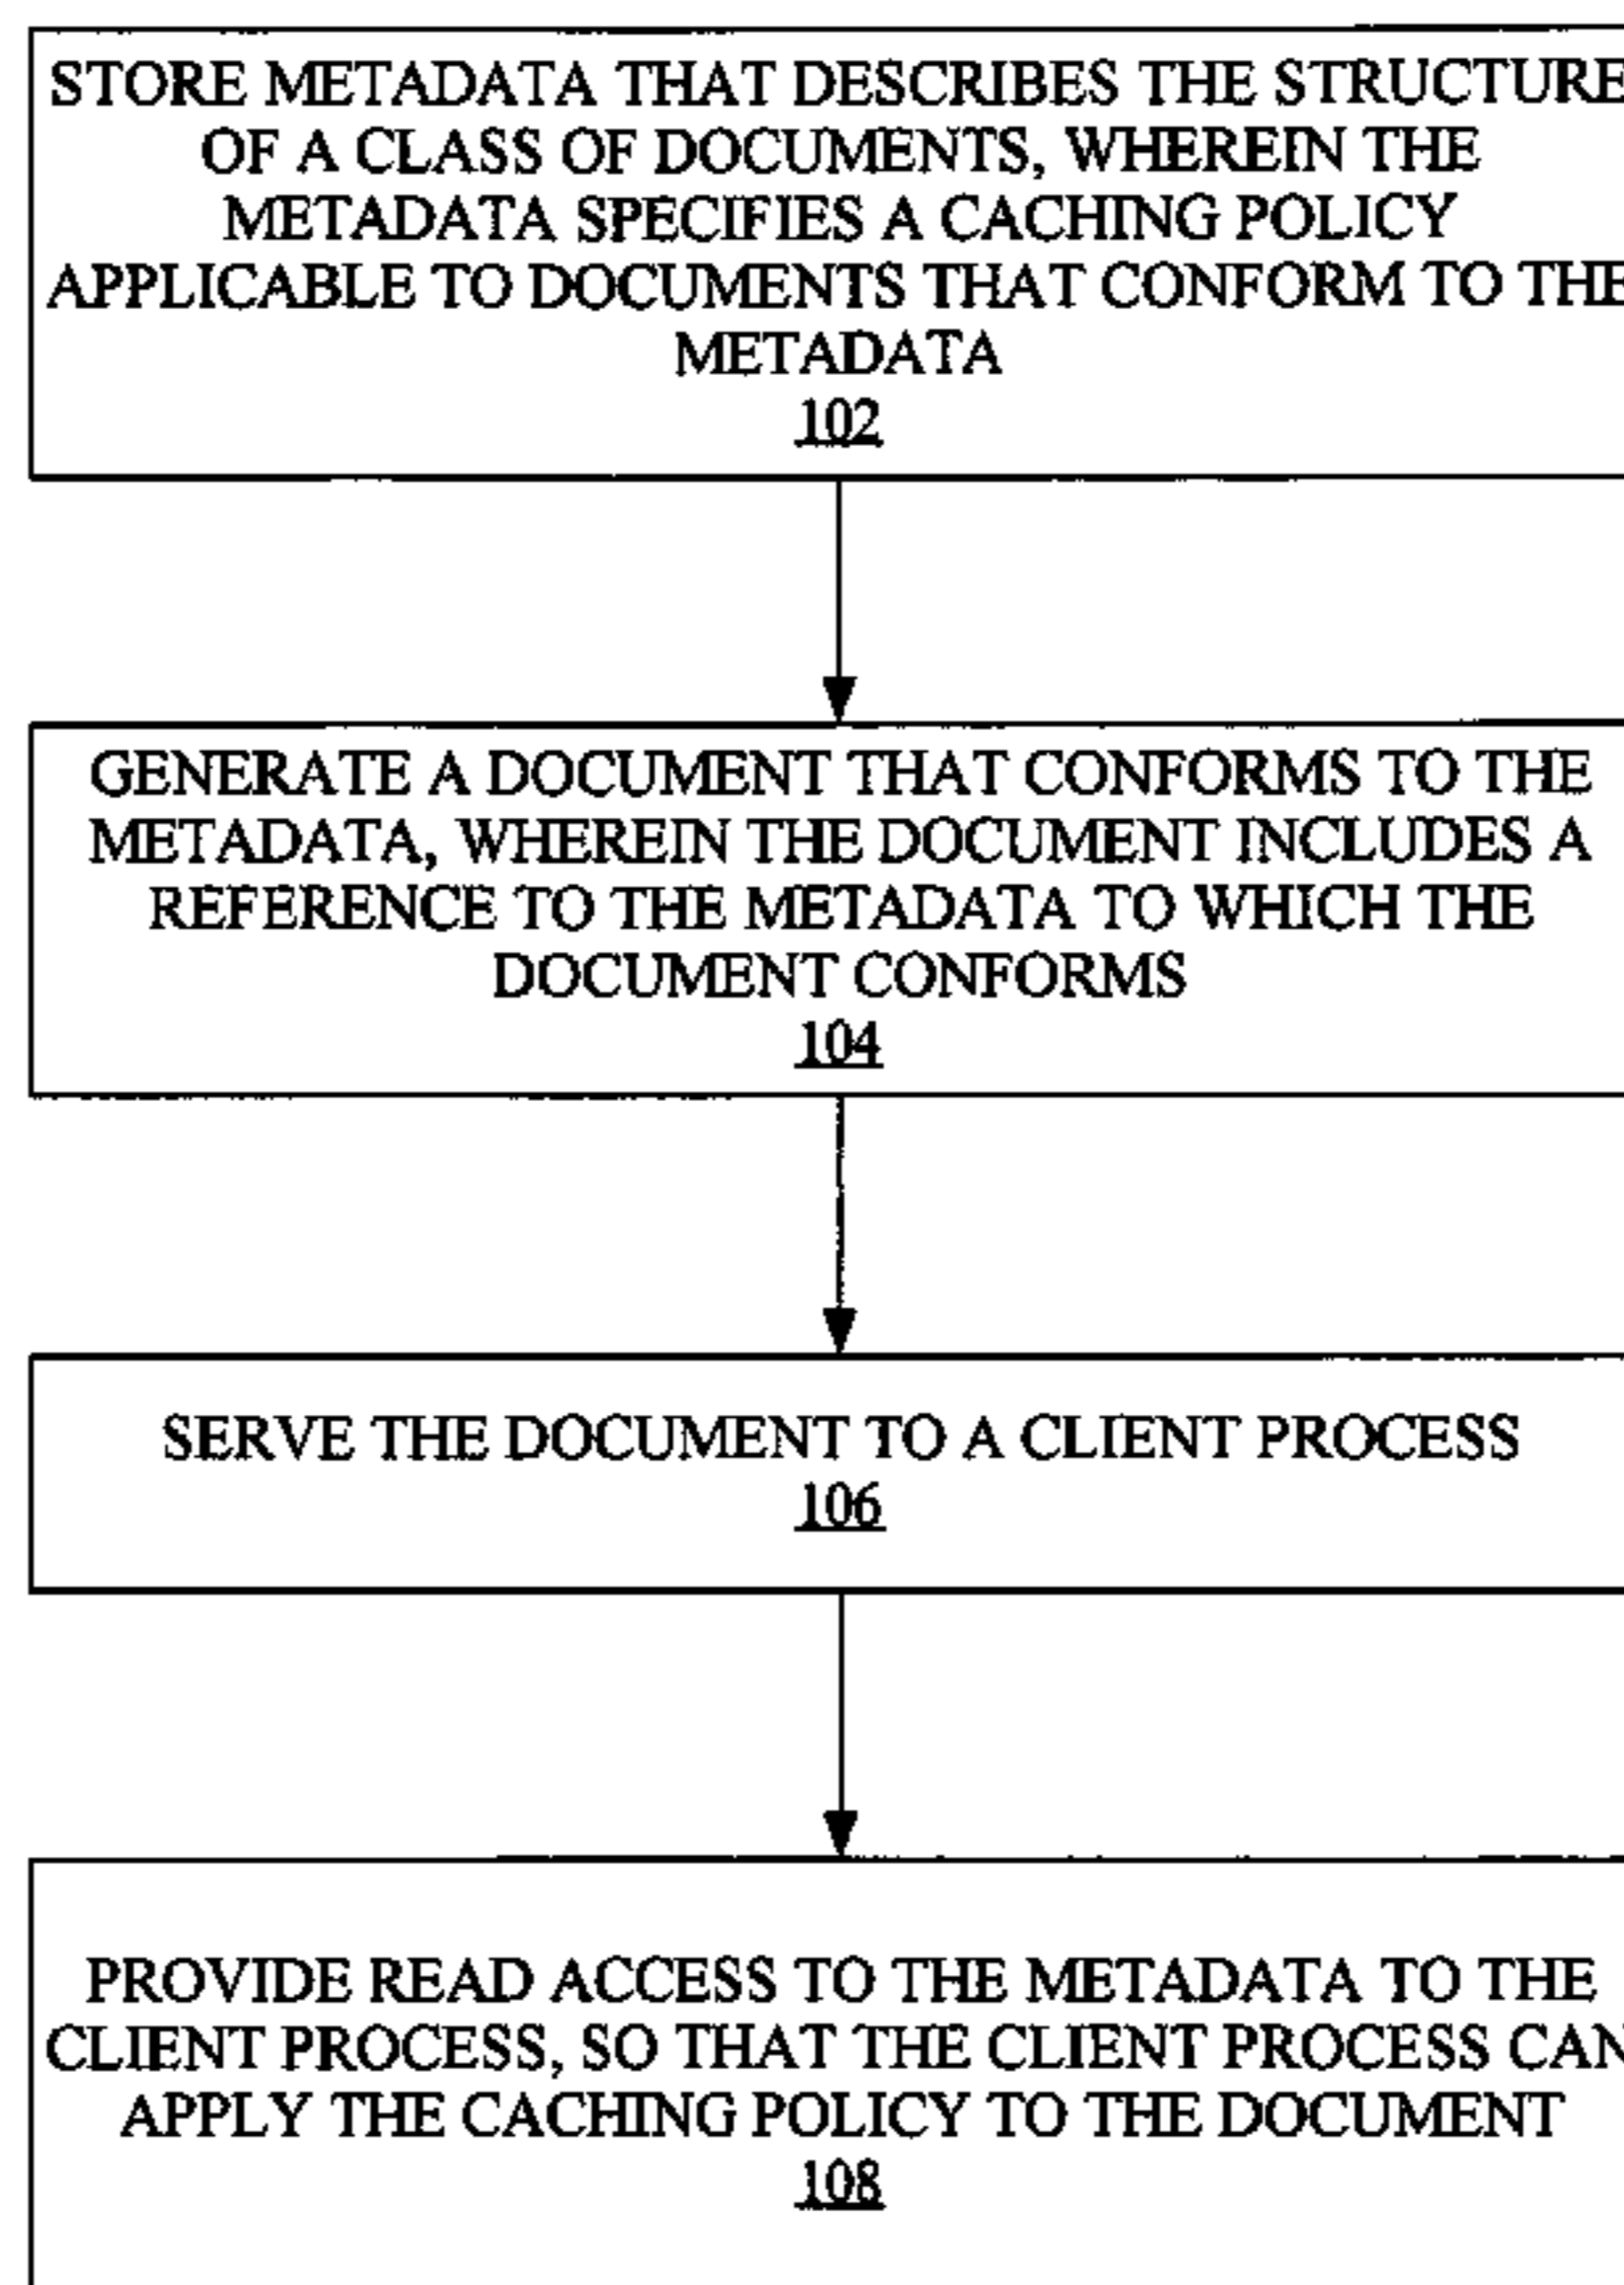 STORE METADATA THAT DESCRIBES THE STRUCTURE
OF A CLASS OF DOCUMENTS, WHEREIN THE
METADATA SPECIFIES A CACHING POLICY
APPLICABLE TO DOCUMENTS THAT CONFORM TO THE
METADATA
102
GENERATE A DOCUMENT THAT CONFORMS TO THE
METADATA, WHEREIN THE DOCUMENT INCLUDES A
REFERENCE TO THE METADATA TO WHICH THE
DOCUMENT CONFORMS
104
SERVE THE DOCUMENT TO A CLIENT PROCESS
106
PROVIDE READ ACCESS TO THE METADATA TO THE
CLIENT PROCESS, SO THAT THE CLIENT PROCESS CAN
APPLY THE CACHING POLICY TO THE DOCUMENT
108